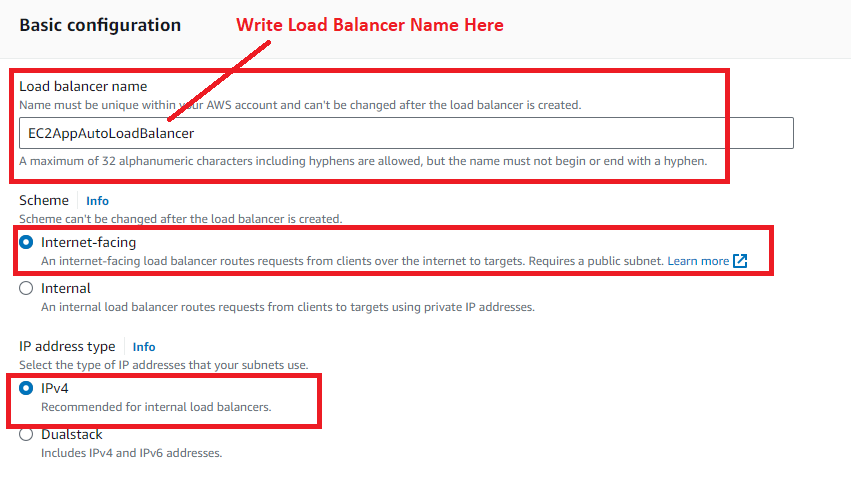 Basic configuration
Write Load Balancer Name Here
Load balancer name
Name must be unique within your AWS account and can't be changed after the load balancer is created.
EC2AppAutoLoadBalancer
A maximum of 32 alphanumeric characters including hyphens are allowed, but the name must not begin or end with a hyphen.
Scheme Info
Scheme can't be changed after the load balancer is created.
Internet-facing
An internet-facing load balancer routes requests from clients over the internet to targets. Requires a public subnet. Learn more
Internal
An internal load balancer routes requests from clients to targets using private IP addresses.
IP address type Info
Select the type of IP addresses that your subnets use.
IPv4
Recommended for internal load balancers.
Dualstack
Includes IPv4 and IPv6 addresses.